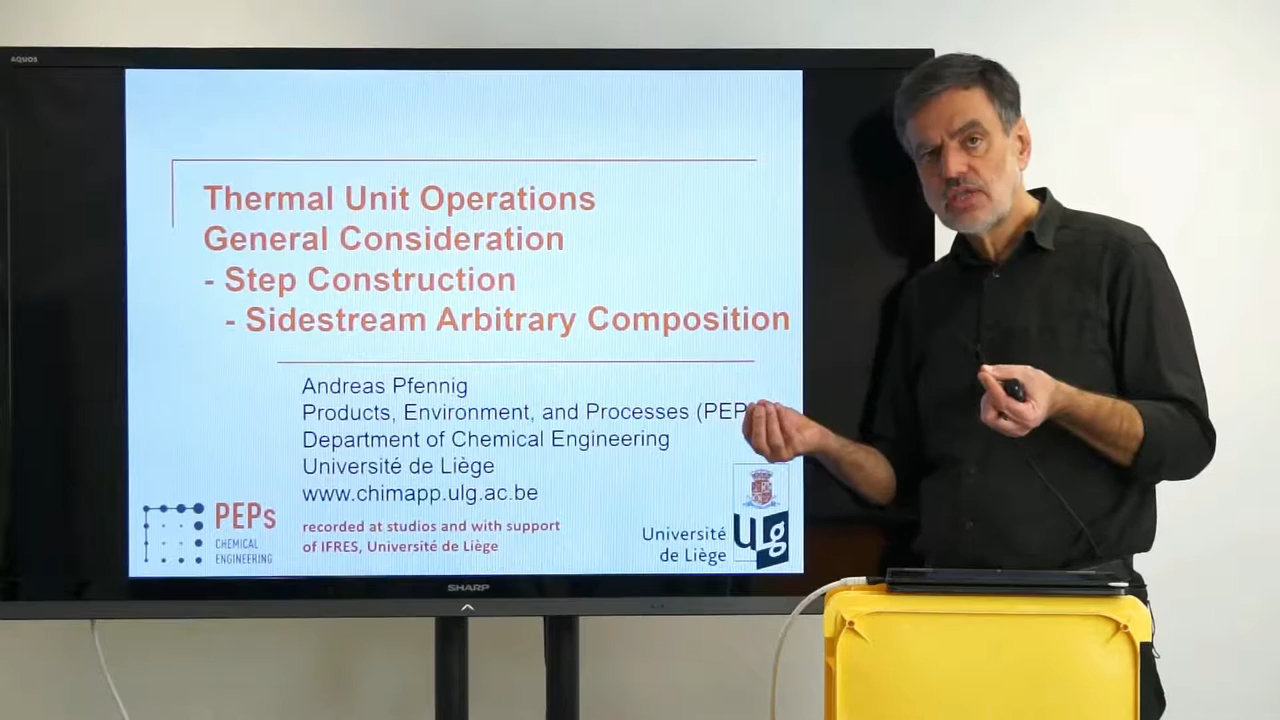 AQUOS
Thermal Unit Operations
General Consideration
- Step Construction
- Sidestream Arbitrary Composition
Andreas Pfennig
Products, Environment, and Processes (PEP
Department of Chemical Engineering
Université de Liège
www.chimapp.ulg.ac.be
recorded at studios and with support
of IFRES, Université de Liège
PEPs
CHEMICAL
ENGINEERING
Université
de Liège
ULg
SHARP